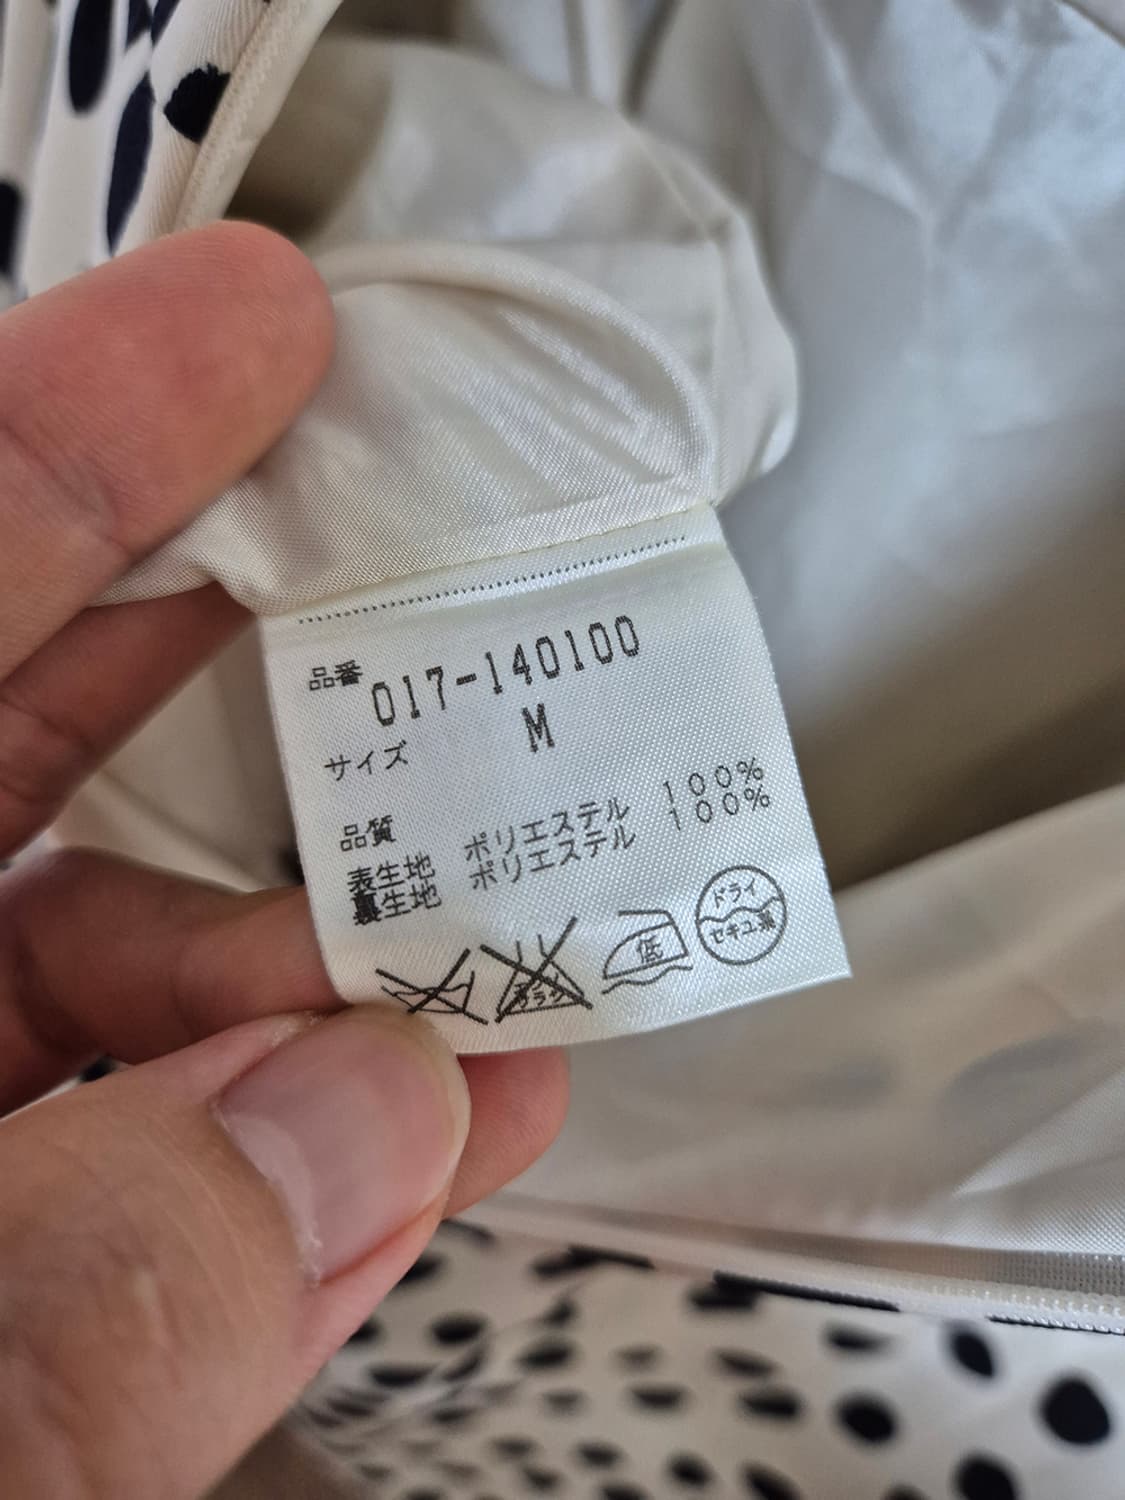 品番 017-140100
サイズ M
品質
表生地 ポリエステル 100%
裏生地 ポリエステル 100%
低
ドライ
セキユ系